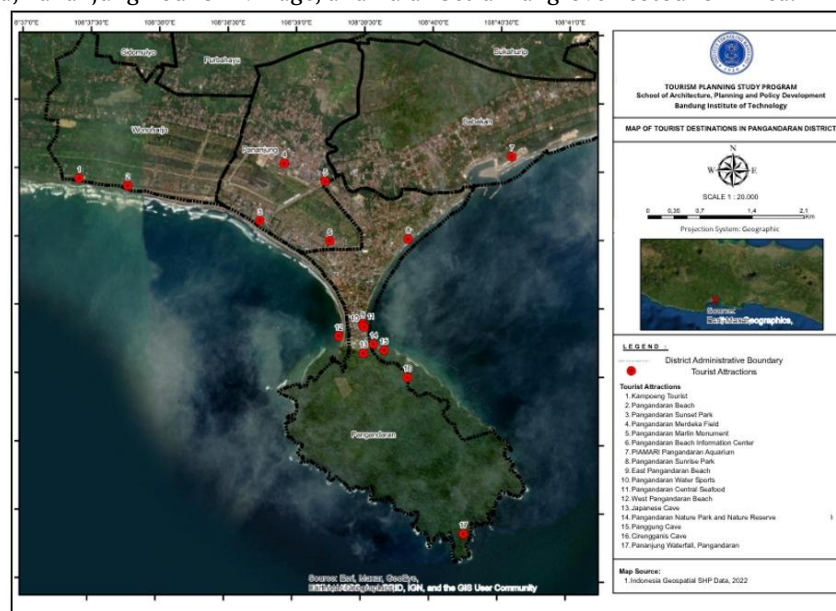 108°37'30" 108°38'0" 108°38'30" 108°39'0" 108°39'30" 108°40'0" 108°40'30" 108°41'0"
Sidomulyo
Purbahayu
Sukahurip
Wonoharjo
Pananjung
Babakan
1
2
3
4
5
6
7
8
9
10
11
12
13
14
15
16
17
Pangandaran
Source: Esri, Maxar, GeoEye,
IGN, and the GIS User Community
TOURISM PLANNING STUDY PROGRAM
School of Architecture, Planning and Policy Development
Bandung Institute of Technology
MAP OF TOURIST DESTINATIONS IN PANGANDARAN DISTRICT
N
W E
S
SCALE 1 : 20.000
0 0,35 0,7 1,4 2,1
Km
Projection System: Geographic
Source:
L E G E N D :
District Administrative Boundary
Tourist Attractions
Tourist Attractions
1.Kampoeng Tourist
2.Pangandaran Beach
3.Pangandaran Sunset Park
4.Pangandaran Merdeka Field
5.Pangandaran Marlin Monument
6.Pangandaran Beach Information Center
7.PIAMARI Pangandaran Aquarium
8.Pangandaran Sunrise Park
9.East Pangandaran Beach
10.Pangandaran Water Sports
11.Pangandaran Central Seafood
12.West Pangandaran Beach
13.Japanese Cave
14.Pangandaran Nature Park and Nature Reserve
15.Panggung Cave
16.Cirengganis Cave
17.Pananjung Waterfall, Pangandaran
Map Source:
1.Indonesia Geospatial SHP Data, 2022